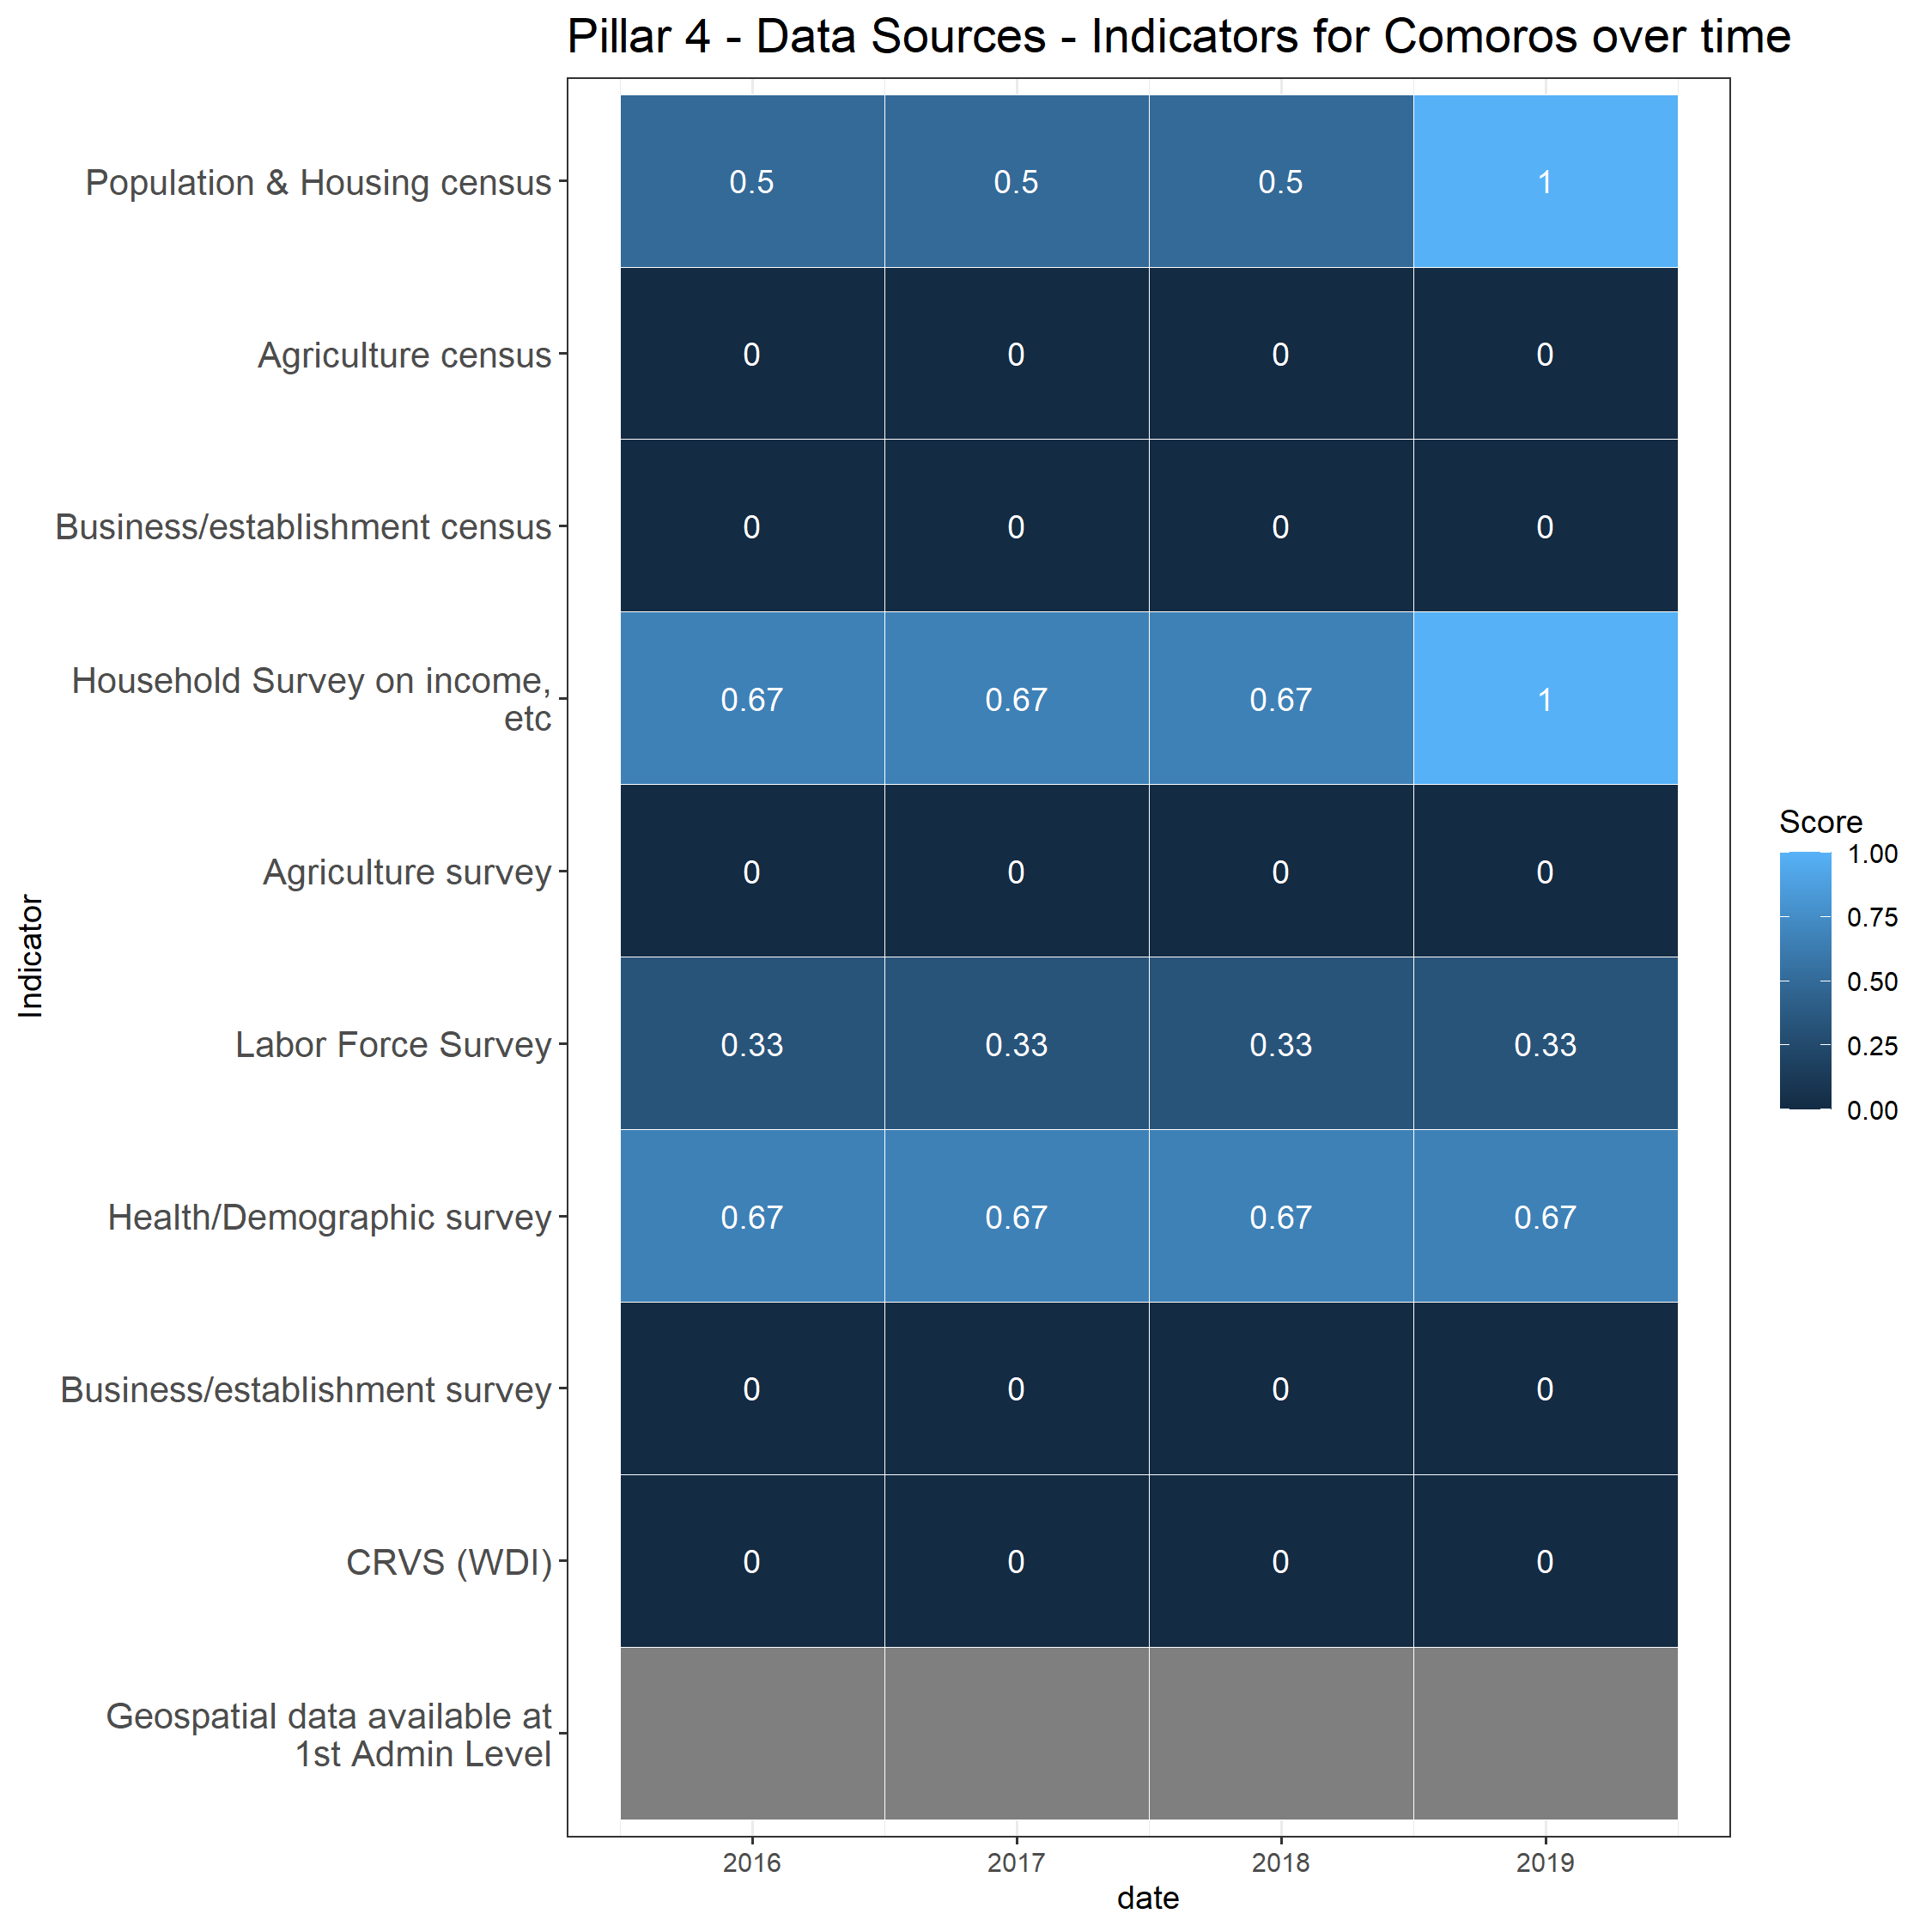 Pillar 4 - Data Sources - Indicators for Comoros over time
Population & Housing census
0.5 0.5 0.5 1
Agriculture census
0 0 0 0
Business/establishment census
0 0 0 0
Household Survey on income,
etc
0.67 0.67 0.67 1
Agriculture survey
0 0 0 0
Labor Force Survey
0.33 0.33 0.33 0.33
Health/Demographic survey
0.67 0.67 0.67 0.67
Business/establishment survey
0 0 0 0
CRVS (WDI)
0 0 0 0
Geospatial data available at
1st Admin Level
2016 2017 2018 2019
date
Indicator
Score
1.00
0.75
0.50
0.25
0.00